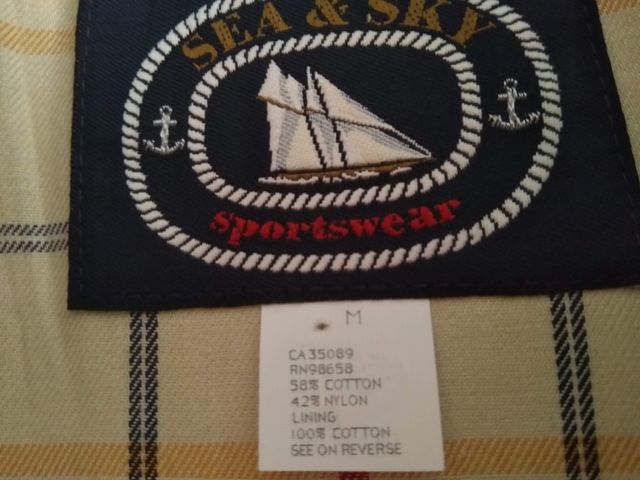 SEA & SKY
sportswear
M
CA35089
RN98658
58% COTTON
42% NYLON
LINING
100% COTTON
SEE ON REVERSE